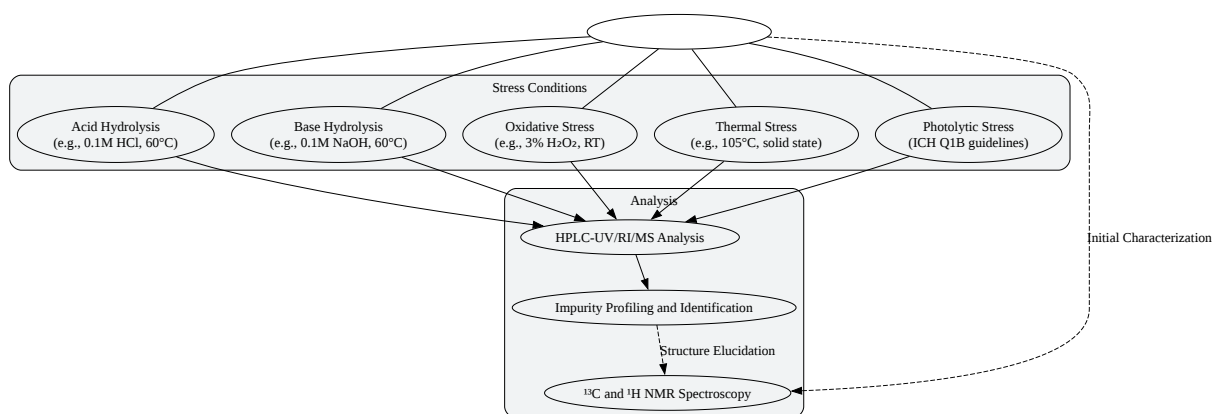 Stress Conditions
Acid Hydrolysis
(e.g., 0.1M HCl, 60°C)
Base Hydrolysis
(e.g., 0.1M NaOH, 60°C)
Oxidative Stress
(e.g., 3% H₂O₂, RT)
Thermal Stress
(e.g., 105°C, solid state)
Photolytic Stress
(ICH Q1B guidelines)
Analysis
HPLC-UV/RI/MS Analysis
Initial Characterization
Impurity Profiling and Identification
Structure Elucidation
¹³C and ¹H NMR Spectroscopy